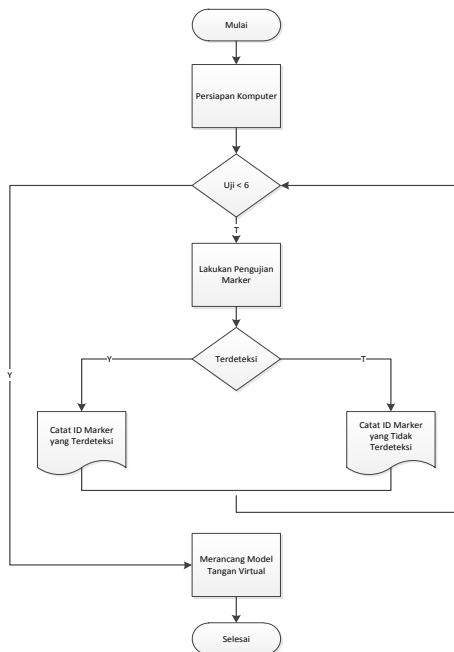 Mulai
Persiapan Komputer
Uji < 6
T
Lakukan Pengujian
Marker
Terdeteksi
Y
T
Y
Catat ID Marker
yang Terdeteksi
Catat ID Marker
yang Tidak
Terdeteksi
Merancang Model
Tangan Virtual
Selesai